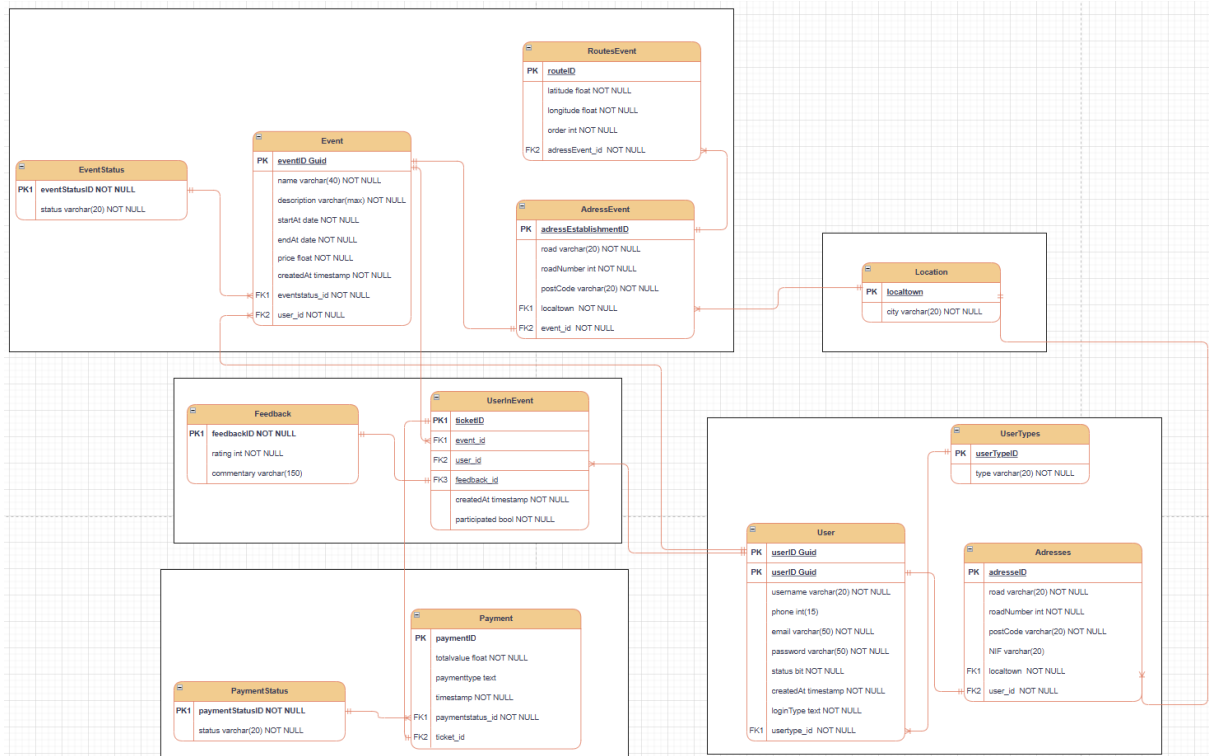 RoutesEvent
PK routeID
latitude float NOT NULL
longitude float NOT NULL
order int NOT NULL
FK2 adressEvent_id NOT NULL
Event
PK eventID Guid
name varchar(40) NOT NULL
description varchar(max) NOT NULL
startAt date NOT NULL
endAt date NOT NULL
price float NOT NULL
createdAt timestamp NOT NULL
FK1 eventstatus_id NOT NULL
FK2 user_id NOT NULL
EventStatus
PK1 eventStatusID NOT NULL
status varchar(20) NOT NULL
AdressEvent
PK adressEstablishmentID
road varchar(20) NOT NULL
roadNumber int NOT NULL
postCode varchar(20) NOT NULL
FK1 localtown NOT NULL
FK2 event_id NOT NULL
Location
PK localtown
city varchar(20) NOT NULL
Feedback
PK1 feedbackID NOT NULL
rating int NOT NULL
commentary varchar(150)
UserInEvent
PK1 ticketID
FK1 event_id
FK2 user_id
FK3 feedback_id
createdAt timestamp NOT NULL
participated bool NOT NULL
UserTypes
PK userTypeID
type varchar(20) NOT NULL
User
PK userID Guid
PK userID Guid
username varchar(20) NOT NULL
phone int(15)
email varchar(50) NOT NULL
password varchar(50) NOT NULL
status bit NOT NULL
createdAt timestamp NOT NULL
loginType text NOT NULL
FK1 usertype_id NOT NULL
Adresses
PK adresseID
road varchar(20) NOT NULL
roadNumber int NOT NULL
postCode varchar(20) NOT NULL
NIF varchar(20)
FK1 localtown NOT NULL
FK2 user_id NOT NULL
Payment
PK paymentID
totalvalue float NOT NULL
paymenttype text
timestamp NOT NULL
FK1 paymentstatus_id NOT NULL
FK2 ticket_id
PaymentStatus
PK1 paymentStatusID NOT NULL
status varchar(20) NOT NULL